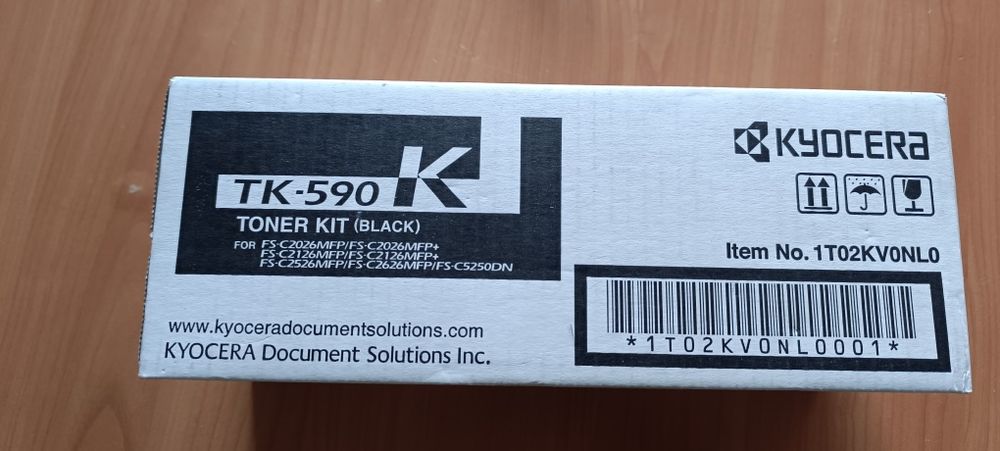 TK-590 K
TONER KIT (BLACK)
FOR FS-C2026MFP/FS-C2026MFP+
FS-C2126MFP/FS-C2126MFP+
FS-C2526MFP/FS-C2626MFP/FS-C5250DN
www.kyoceradocumentsolutions.com
KYOCERA Document Solutions Inc.
KYOCERA
Item No. 1T02KV0NL0
*1T02KV0NL0001*